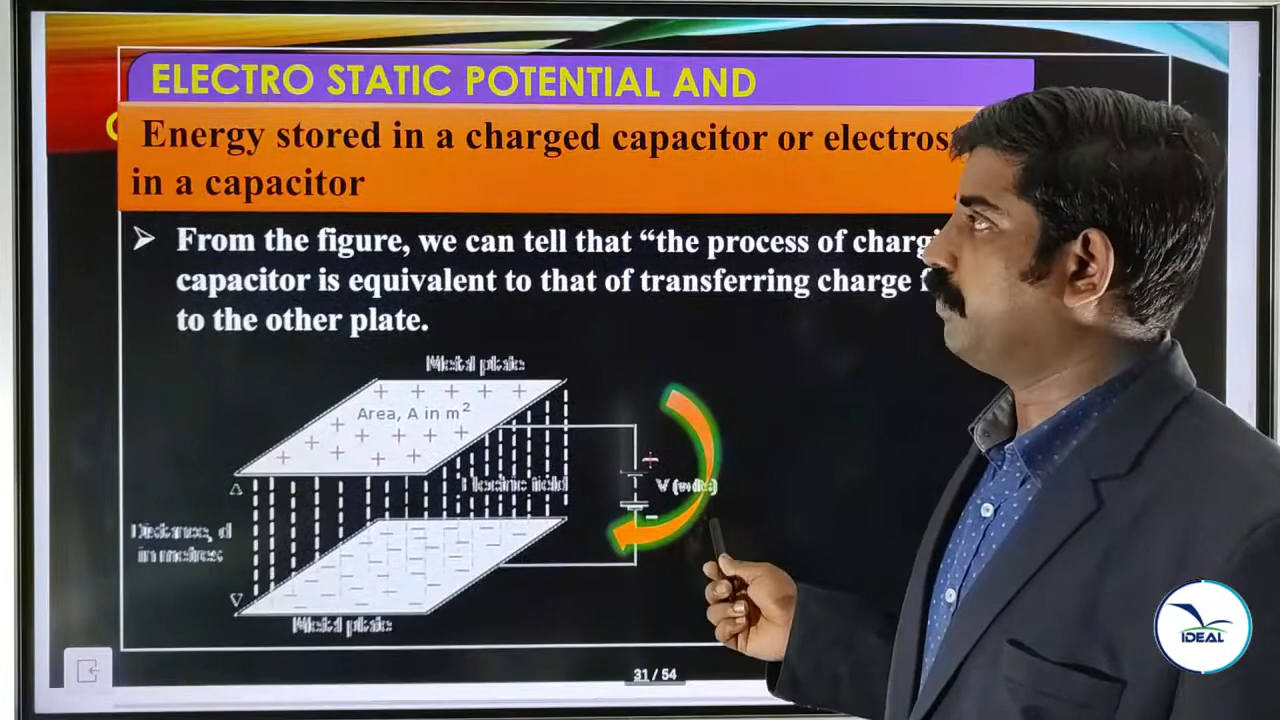 ELECTRO STATIC POTENTIAL AND
Energy stored in a charged capacitor or
in a capacitor
From the figure, we can tell that “the process of
capacitor is equivalent to that of transferring charge
to the other plate.
Metal plate
Area, A in m²
Electric field
V (volts)
Distance, d
in metres
Metal plate
31 / 54
IDEAL